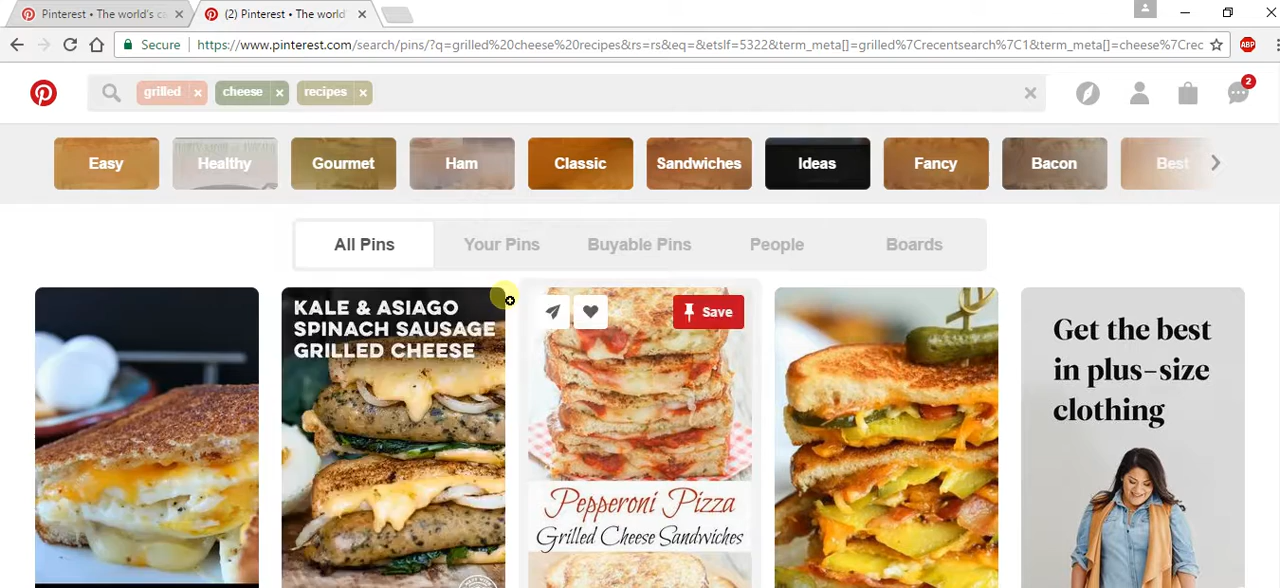 Pinterest • The world's ca
(2) Pinterest • The world'
Secure
https://www.pinterest.com/search/pins/?q=grilled%20cheese%20recipes&rs=rs&eq=&etslf=5322&term_meta[]=grilled%7Crecentsearch%7C1&term_meta[]=cheese%7Crec
ABP
grilled x cheese x recipes x
2
Easy
Healthy
Gourmet
Ham
Classic
Sandwiches
Ideas
Fancy
Bacon
Best
All Pins
Your Pins
Buyable Pins
People
Boards
KALE & ASIAGO
SPINACH SAUSAGE
GRILLED CHEESE
Save
Pepperoni Pizza
Grilled Cheese Sandwiches
Get the best
in plus-size
clothing